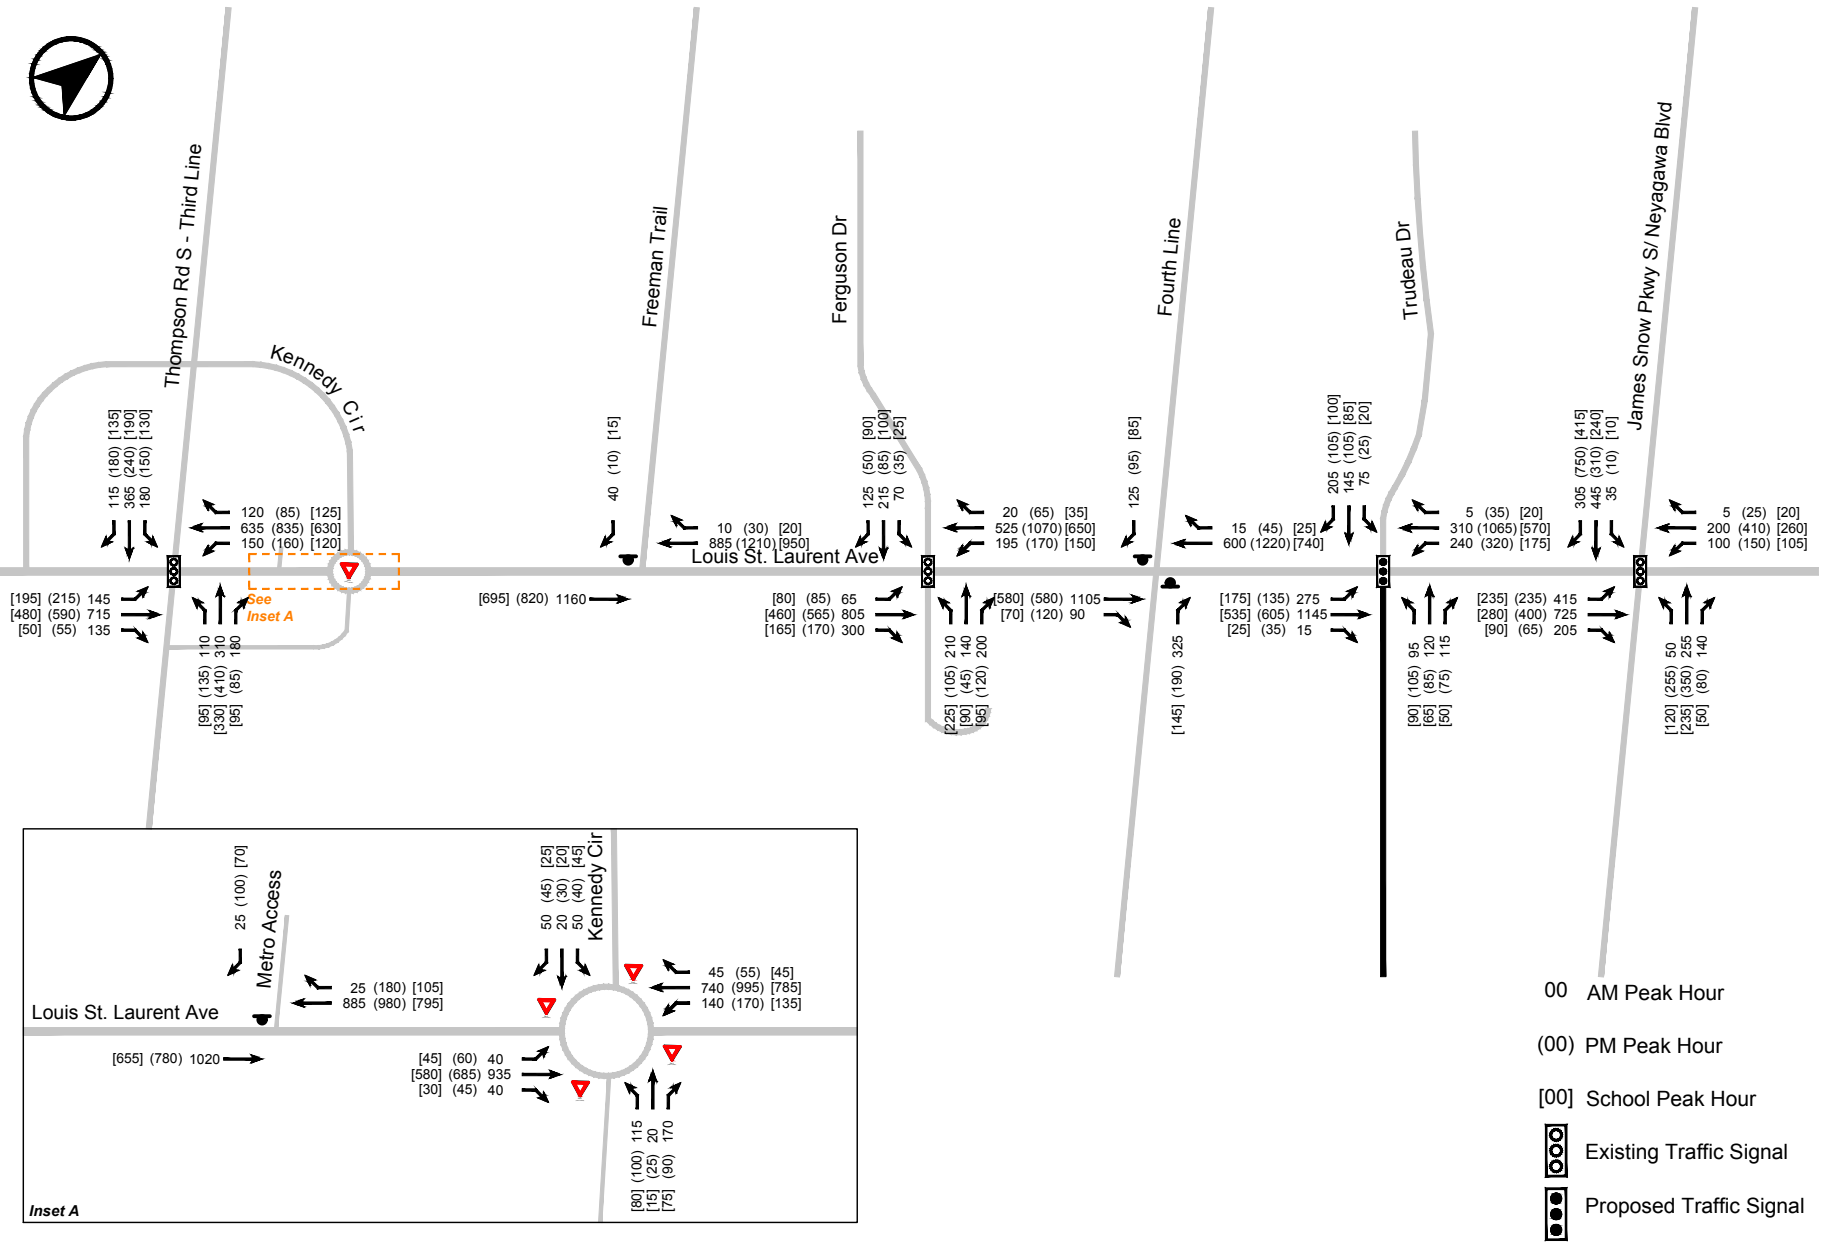 Thompson Rd S - Third Line
Kennedy Cir
Freeman Trail
Ferguson Dr
Fourth Line
Trudeau Dr
James Snow Pkwy S/ Neyagawa Blvd
Louis St. Laurent Ave
115 (180) [135]
365 (240) [190]
180 (150) [130]
120 (85) [125]
635 (835) [630]
150 (160) [120]
[195] (215) 145
[480] (590) 715
[50] (55) 135
[95] (135) 110
[330] (410) 310
[95] (85) 180
See
Inset A
40 (10) [15]
10 (30) [20]
885 (1210) [950]
[695] (820) 1160
125 (50) [90]
215 (85) [100]
70 (35) [25]
20 (65) [35]
525 (1070) [650]
195 (170) [150]
[80] (85) 65
[460] (565) 805
[165] (170) 300
[225] (105) 210
[90] (45) 140
[95] (120) 200
125 (95) [85]
15 (45) [25]
600 (1220) [740]
[580] (580) 1105
[70] (120) 90
[145] (190) 325
205 (105) [100]
145 (105) [85]
75 (25) [20]
5 (35) [20]
310 (1065) [570]
240 (320) [175]
[175] (135) 275
[535] (605) 1145
[25] (35) 15
[90] (105) 95
[65] (85) 120
[50] (75) 115
305 (750) [415]
445 (310) [240]
35 (10) [10]
5 (25) [20]
200 (410) [260]
100 (150) [105]
[235] (235) 415
[280] (400) 725
[90] (65) 205
[120] (255) 50
[235] (350) 255
[50] (80) 140
25 (100) [70]
Metro Access
Louis St. Laurent Ave
25 (180) [105]
885 (980) [795]
[655] (780) 1020
50 (45) [25]
20 (30) [20]
50 (40) [45]
Kennedy Cir
45 (55) [45]
740 (995) [785]
140 (170) [135]
[45] (60) 40
[580] (685) 935
[30] (45) 40
[80] (100) 115
[15] (25) 20
[75] (90) 170
Inset A
00 AM Peak Hour
(00) PM Peak Hour
[00] School Peak Hour
Existing Traffic Signal
Proposed Traffic Signal